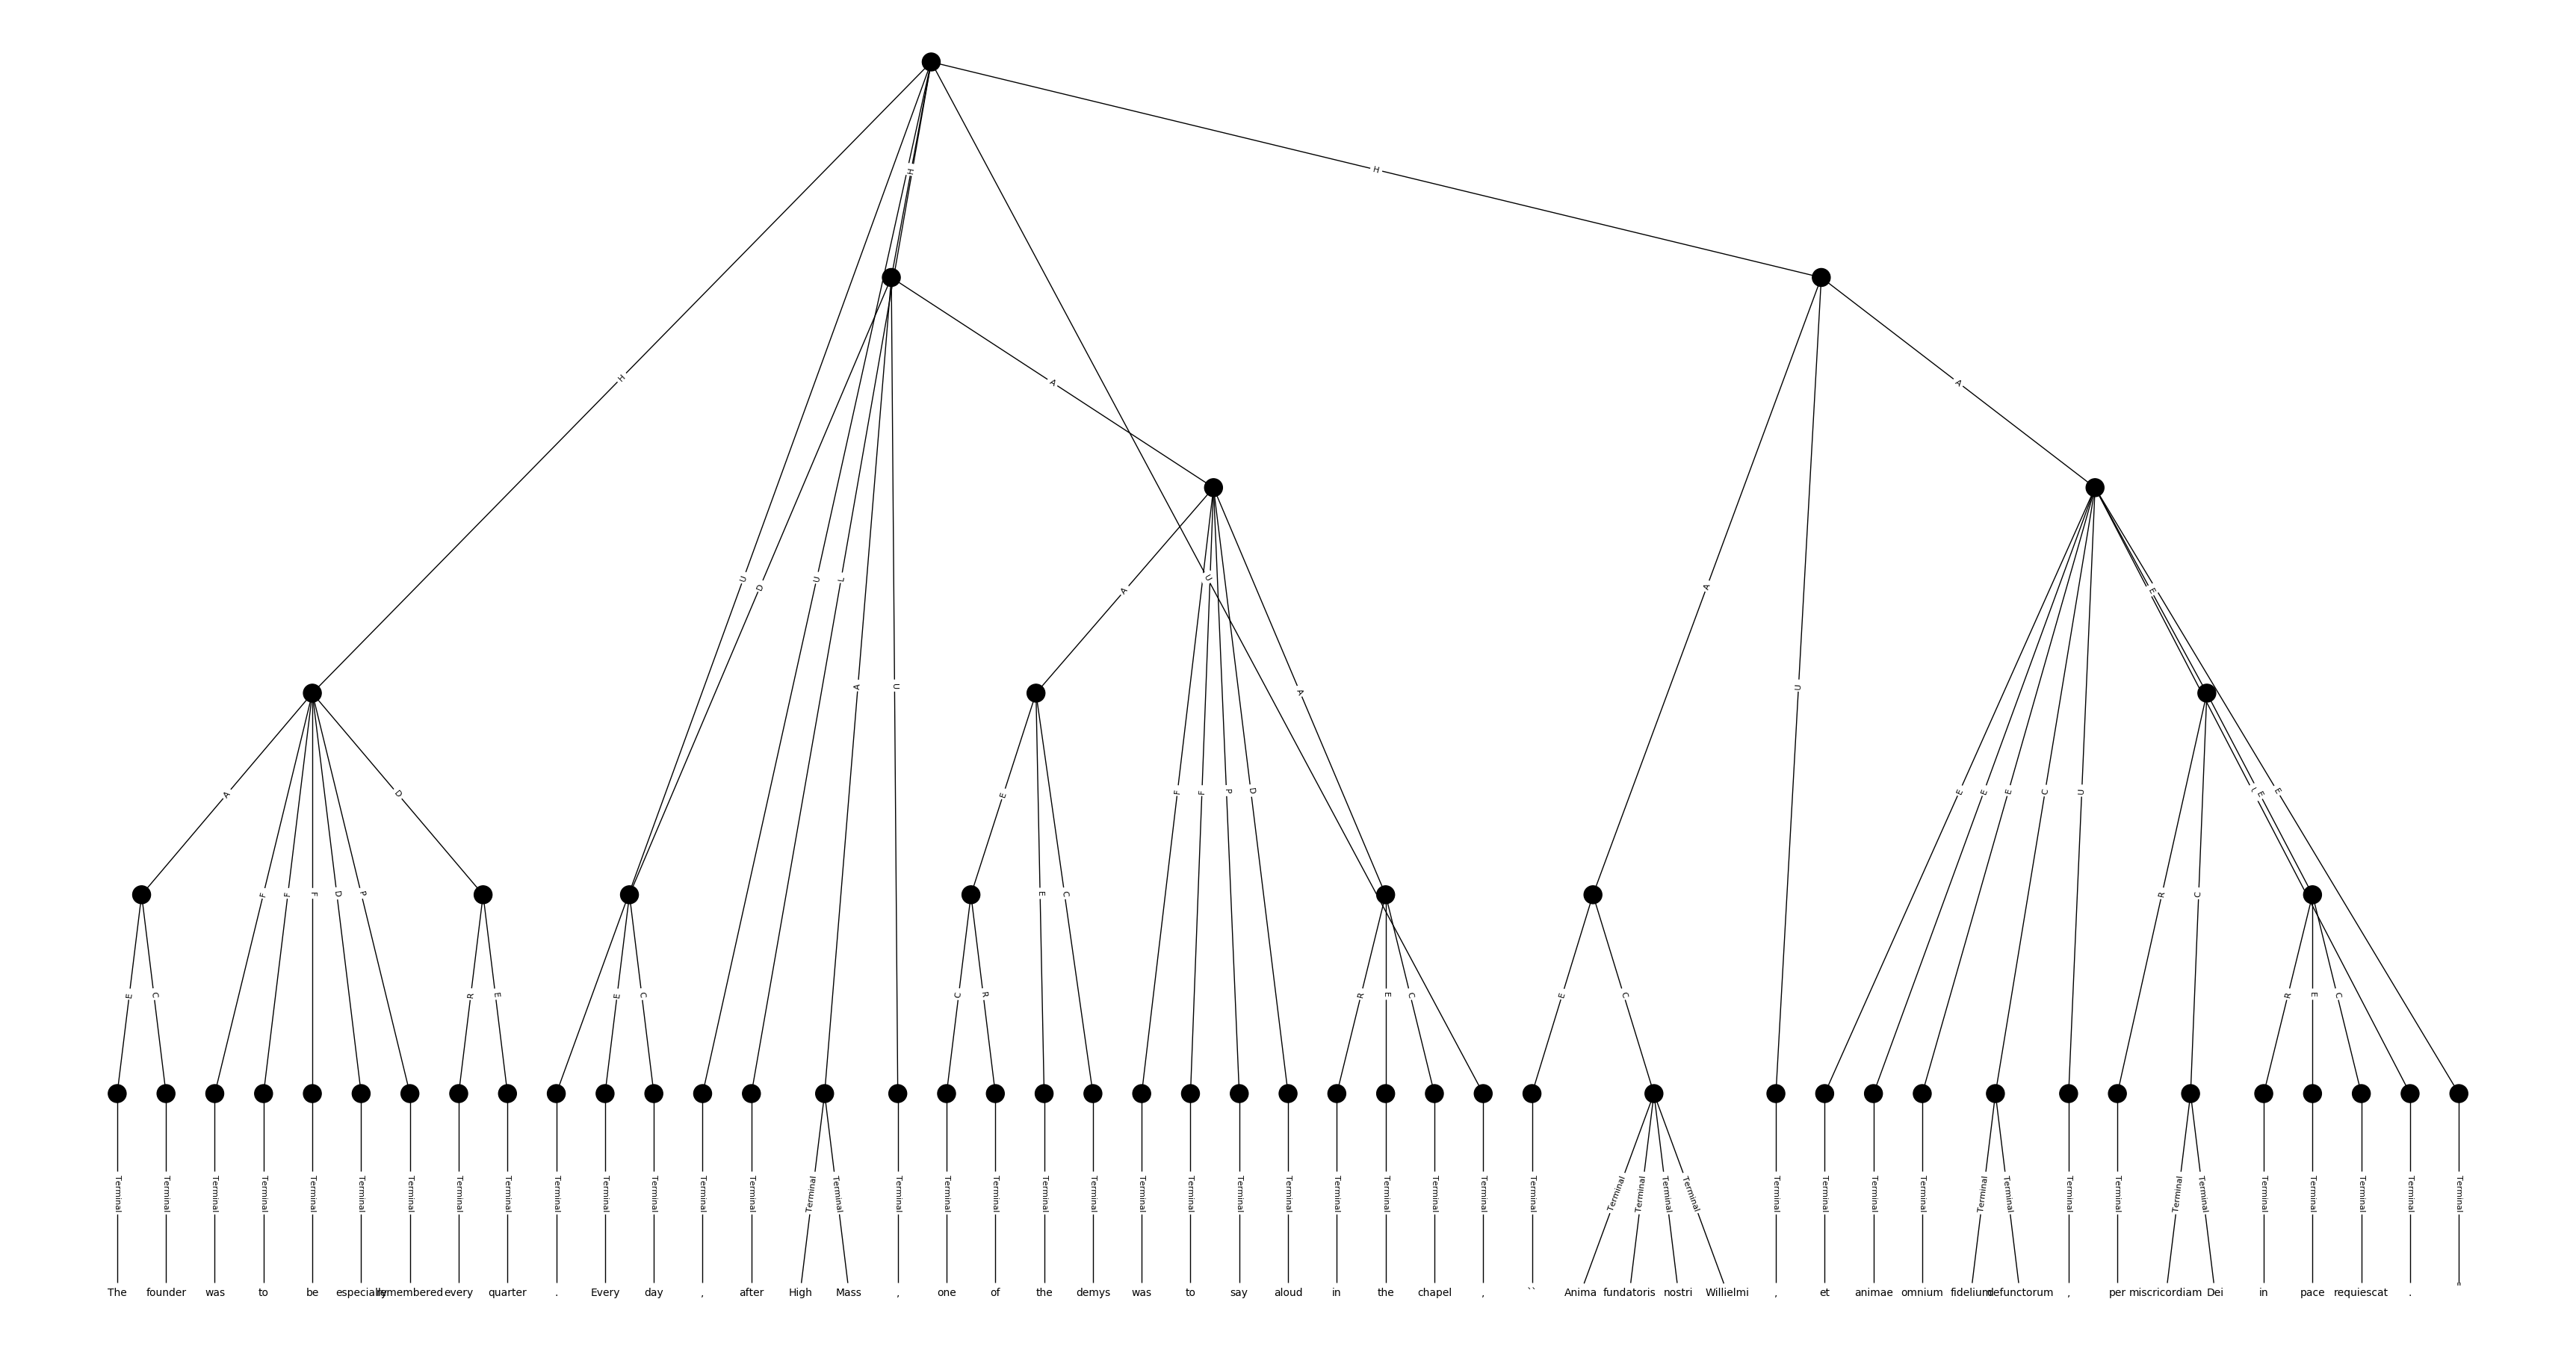 H
H
H
A
A
U
D
U
L
U
A
E
H
A
U
U
A
A
D
F
F
F
D
P
E
E
C
R
F
F
P
D
E
E
E
C
U
R
C
L
E
E
E
C
R
E
E
C
C
R
R
E
C
E
C
R
E
C
Terminal Terminal Terminal Terminal Terminal Terminal Terminal Terminal Terminal Terminal Terminal Terminal Terminal Terminal Terminal Terminal Terminal Terminal Terminal Terminal Terminal Terminal Terminal Terminal Terminal Terminal Terminal Terminal Terminal Terminal Terminal Terminal Terminal Terminal Terminal Terminal Terminal Terminal Terminal Terminal Terminal Terminal Terminal Terminal Terminal Terminal Terminal Terminal Terminal
The founder was to be especially remembered every quarter . Every day , after High Mass , one of the demys was to say aloud in the chapel , `` Anima fundatoris nostri Willielmi , et animae omnium fidelium defunctorum , per miscricordiam Dei in pace requiescat . "